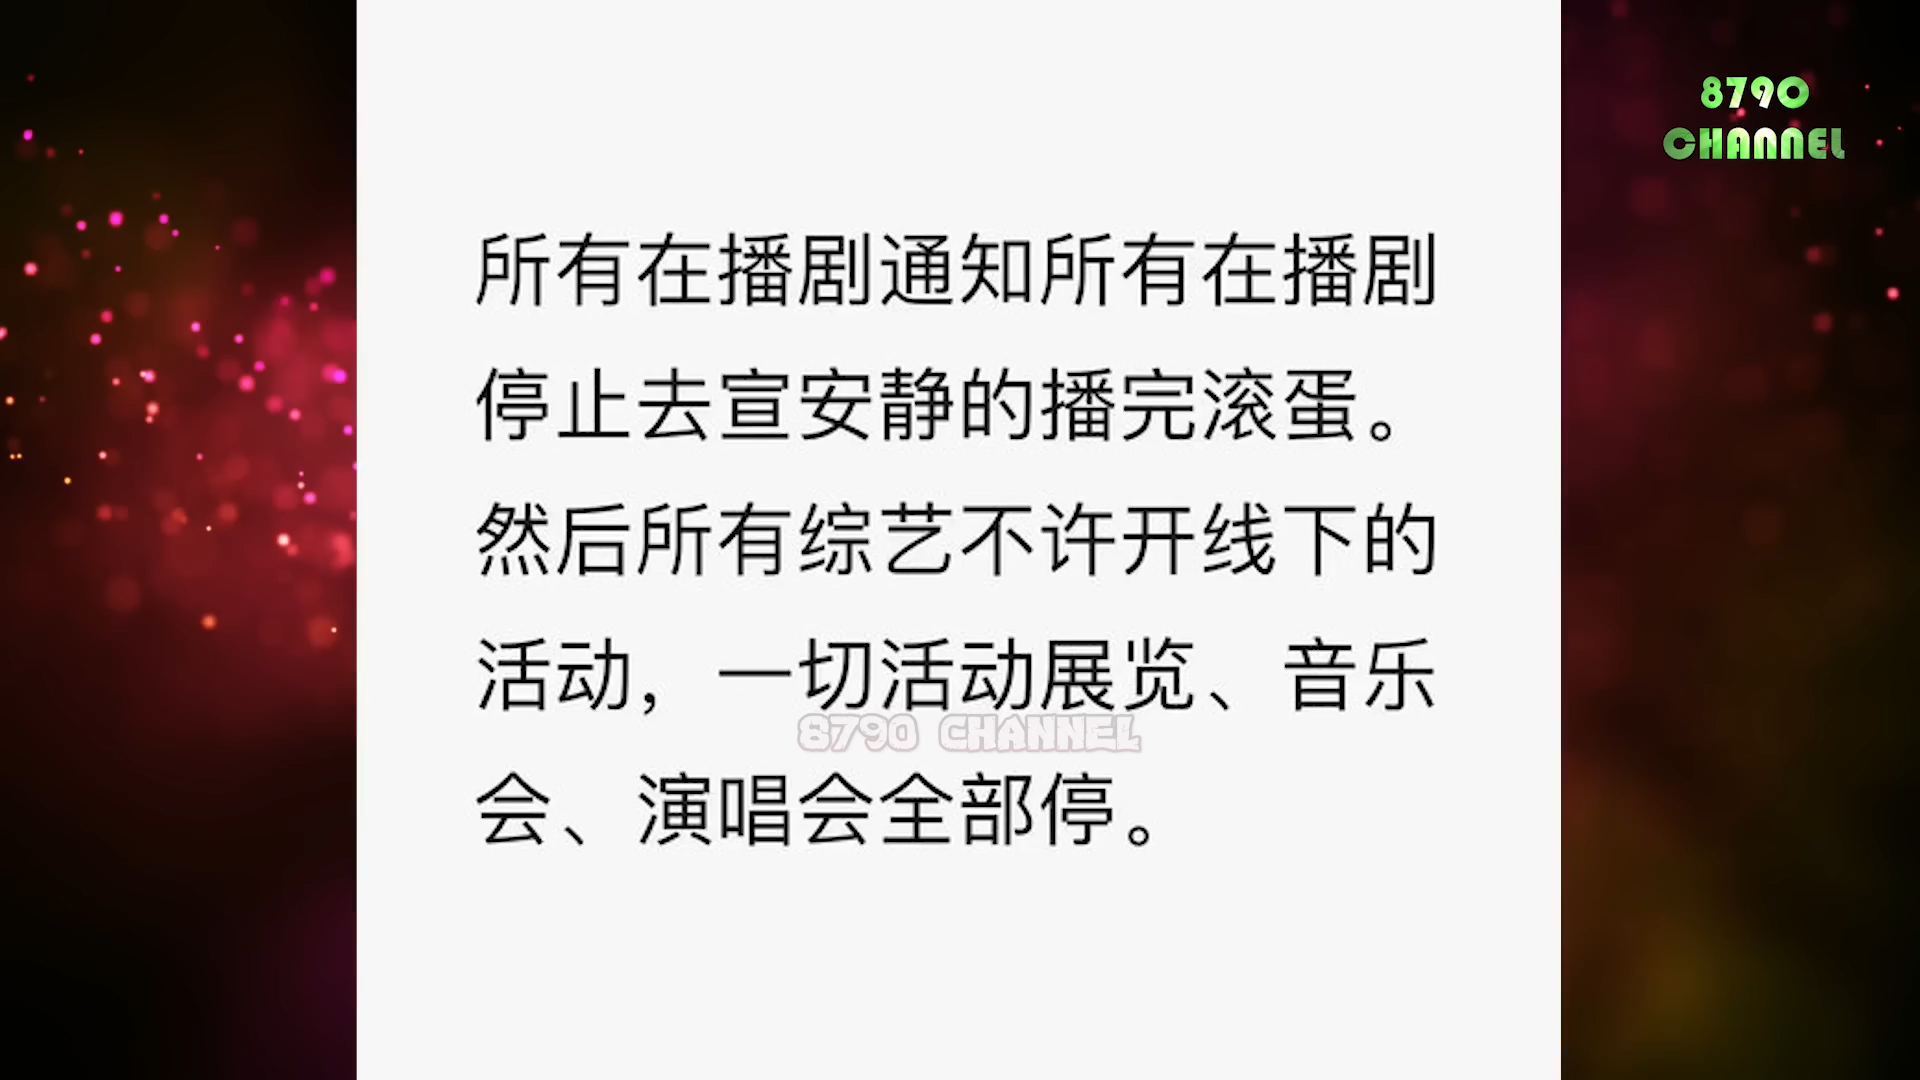 8790
CHANNEL
所有在播剧通知所有在播剧
停止去宣安静的播完滚蛋。
然后所有综艺不许开线下的
活动，一切活动展览、音乐
8790 CHANNEL
会、演唱会全部停。